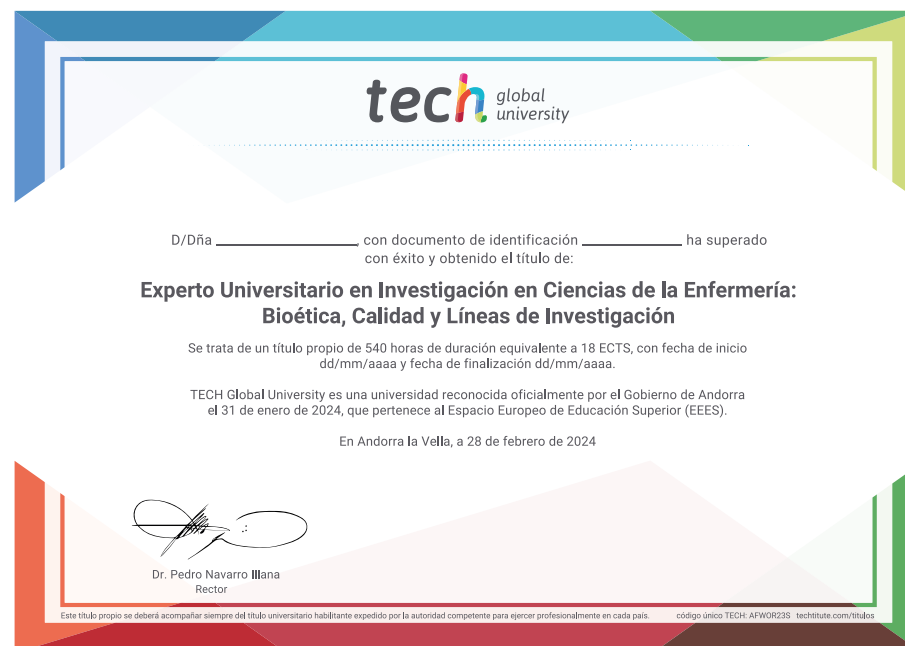 tech global university
D/Dña ____________, con documento de identificación ____________ ha superado
con éxito y obtenido el título de:
Experto Universitario en Investigación en Ciencias de la Enfermería:
Bioética, Calidad y Líneas de Investigación
Se trata de un título propio de 540 horas de duración equivalente a 18 ECTS, con fecha de inicio
dd/mm/aaaa y fecha de finalización dd/mm/aaaa.
TECH Global University es una universidad reconocida oficialmente por el Gobierno de Andorra
el 31 de enero de 2024, que pertenece al Espacio Europeo de Educación Superior (EEES).
En Andorra la Vella, a 28 de febrero de 2024
Dr. Pedro Navarro Illana
Rector
Este título propio se deberá acompañar siempre del título universitario habilitante expedido por la autoridad competente para ejercer profesionalmente en cada país. código único TECH: AFWOR23S techtitute.com/titulos